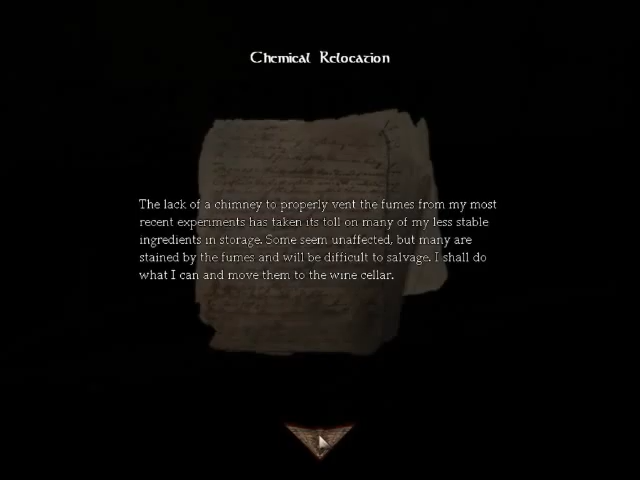 Chemical Relocation
The lack of a chimney to properly vent the fumes from my most
recent experiments has taken its toll on many of my less stable
ingredients in storage. Some seem unaffected, but many are
stained by the fumes and will be difficult to salvage. I shall do
what I can and move them to the wine cellar.